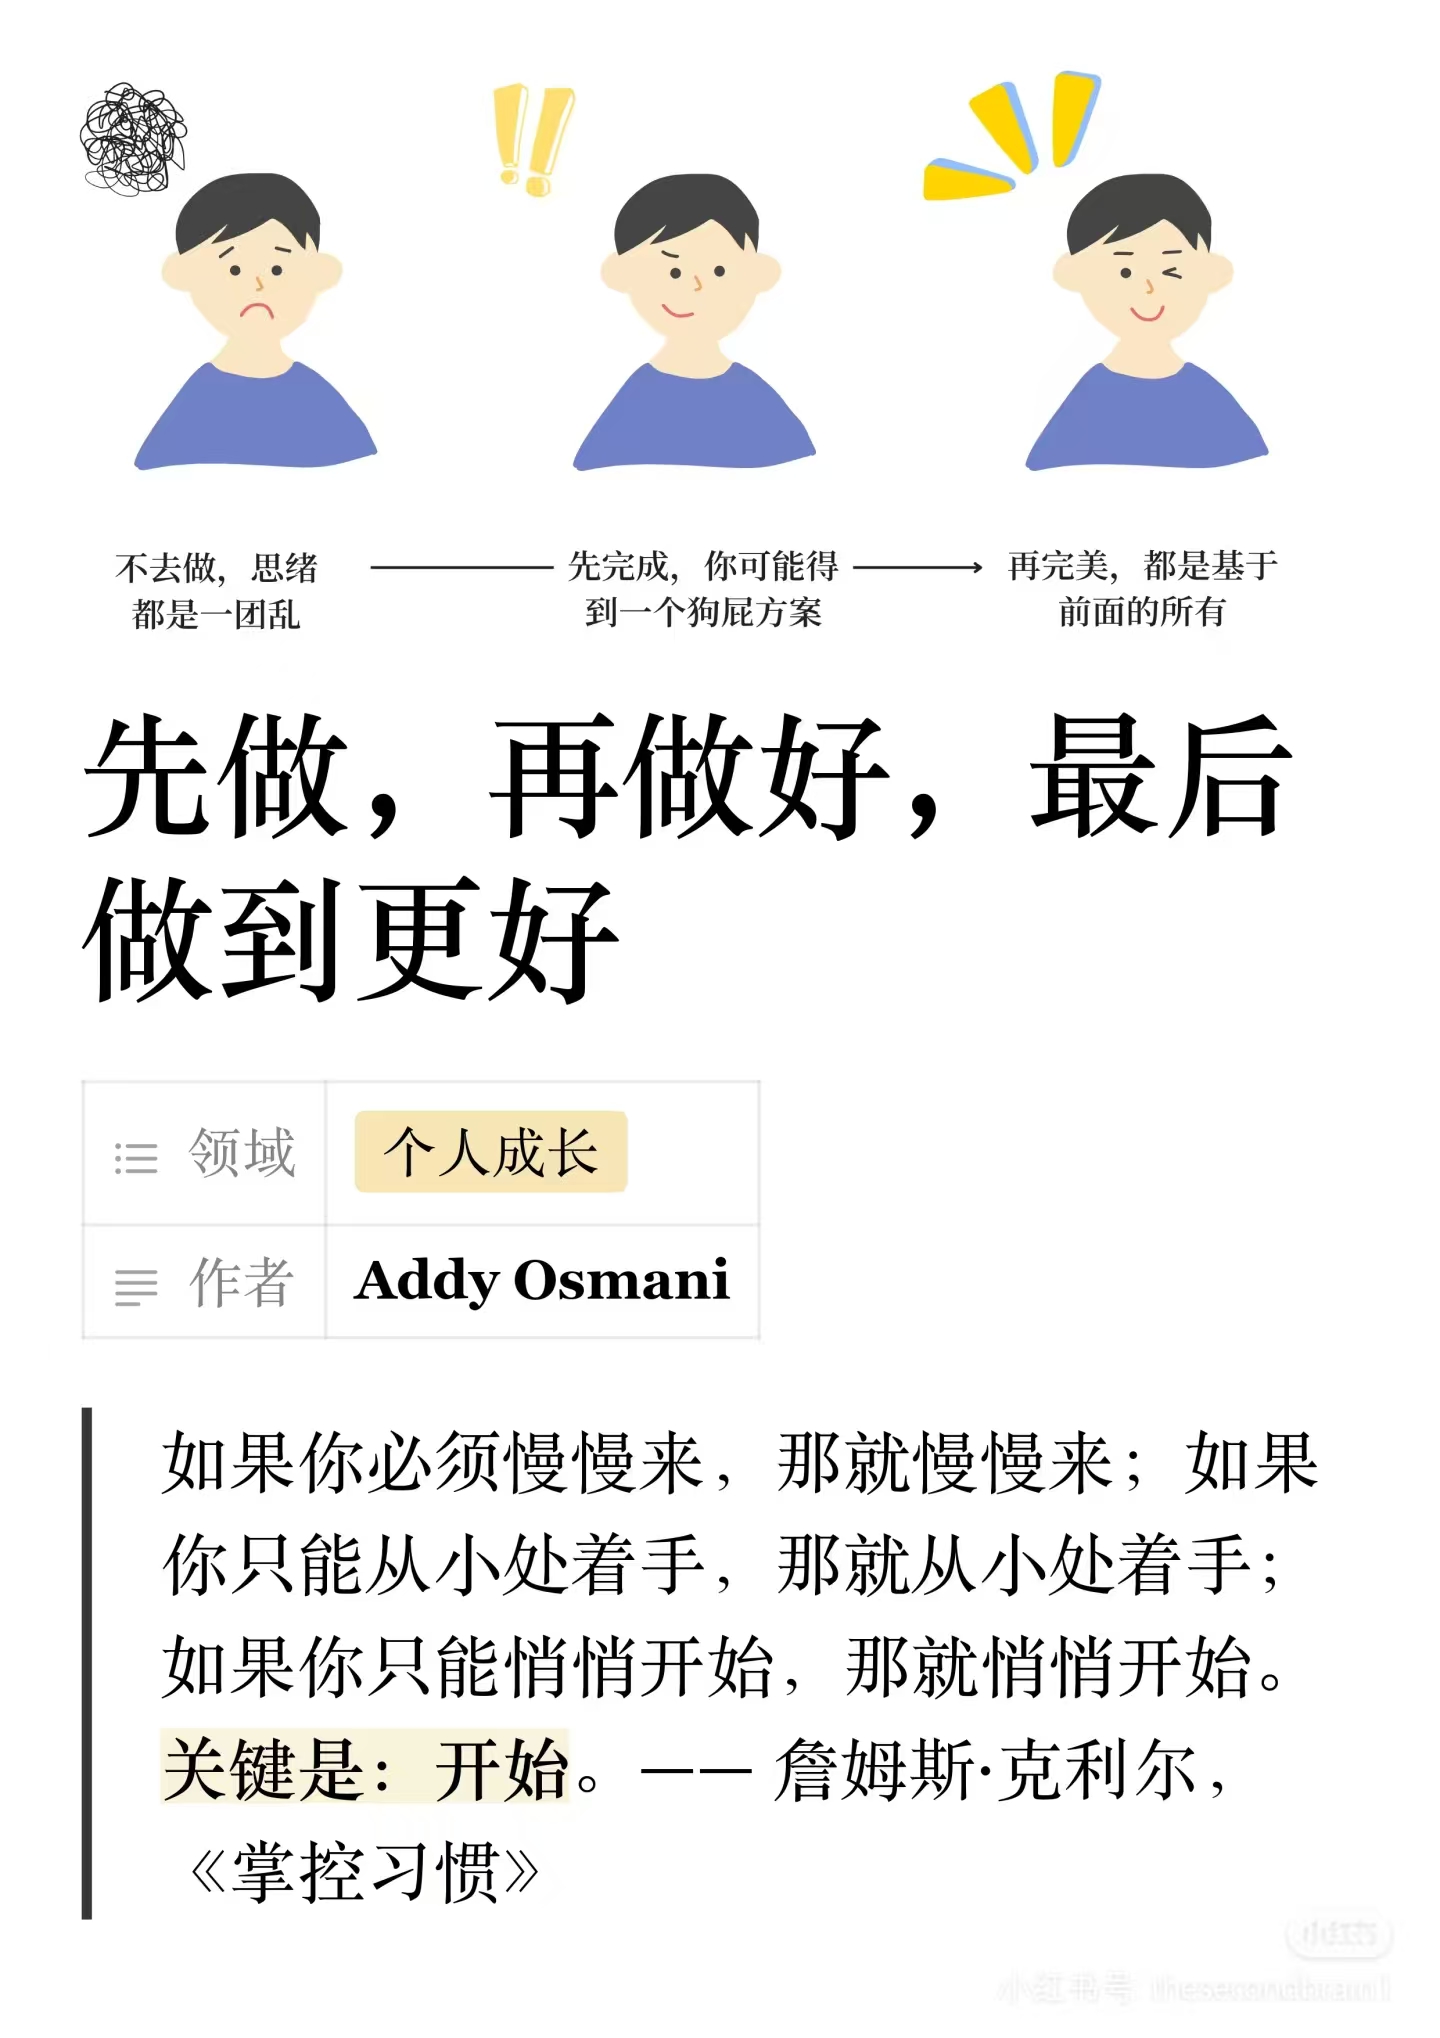 不去做，思绪
都是一团乱
先完成，你可能得
到一个狗屁方案
再完美，都是基于
前面的所有
先做，再做好，最后
做到更好
领域 个人成长
作者 Addy Osmani
如果你必须慢慢来，那就慢慢来；如果
你只能从小处着手，那就从小处着手；
如果你只能悄悄开始，那就悄悄开始。
关键是：开始。—— 詹姆斯·克利尔，
《掌控习惯》
小红书
小红书号 thesecondbrain1